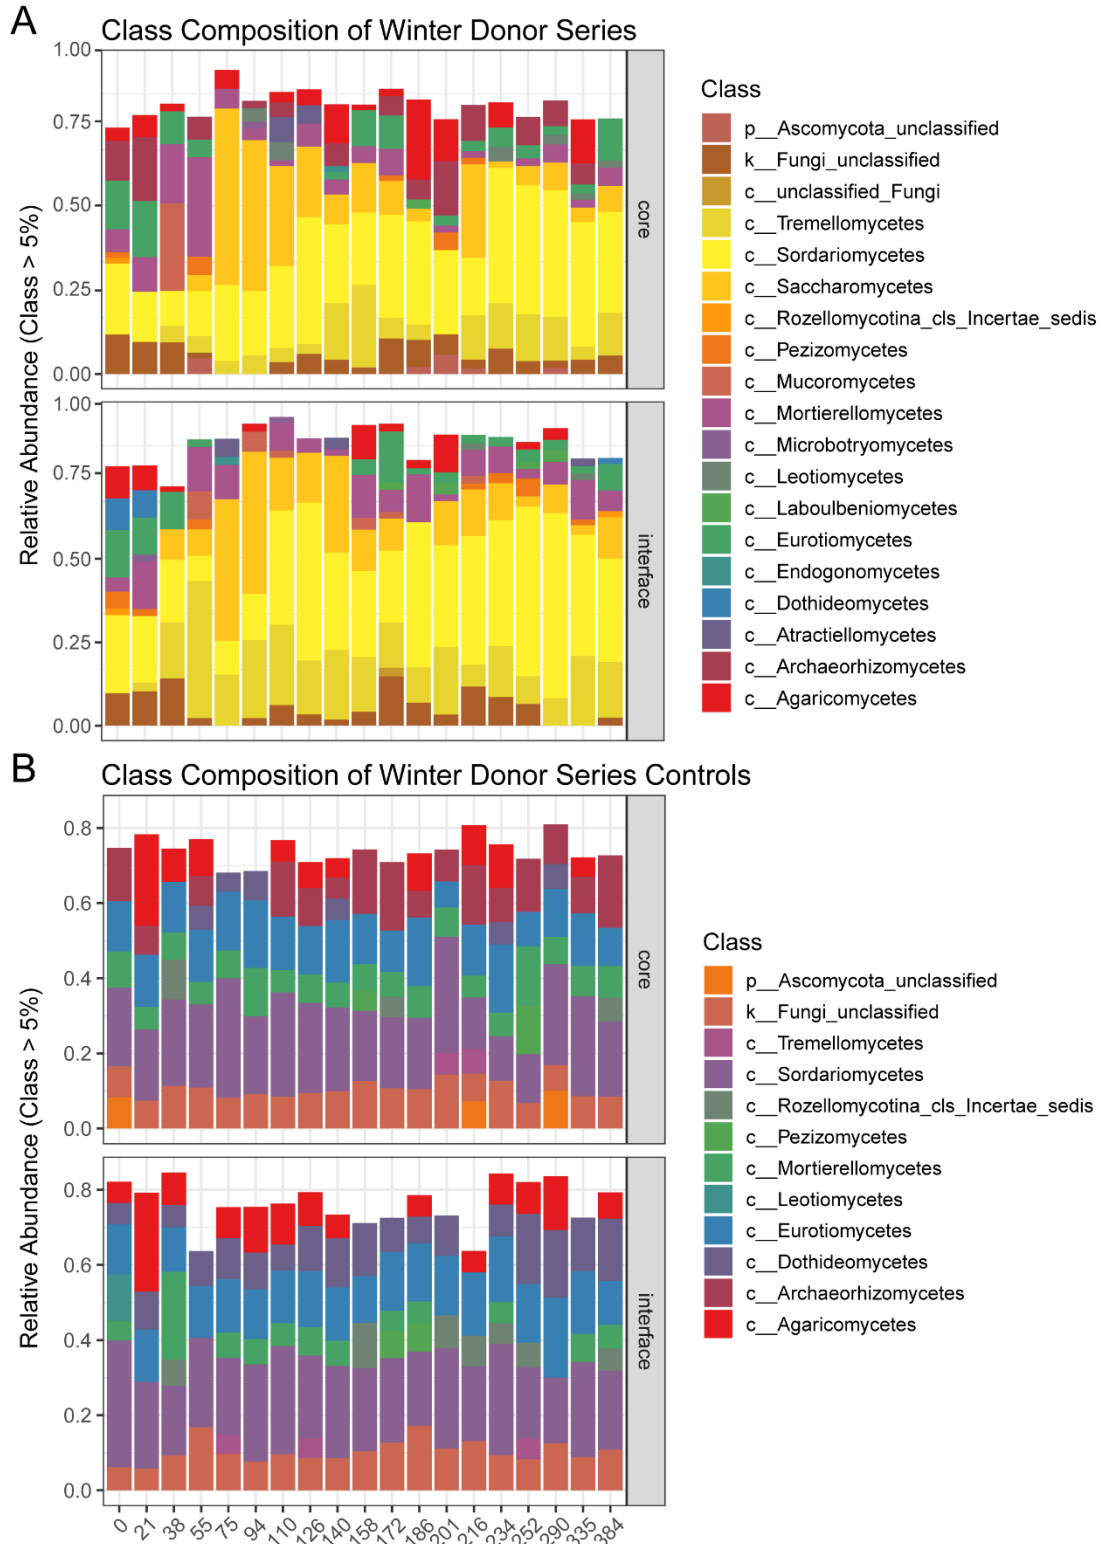 A
Class Composition of Winter Donor Series
Relative Abundance (Class > 5%)
1.00
0.75
0.50
0.25
0.00
core
1.00
0.75
0.50
0.25
0.00
interface
Class
p__Ascomycota_unclassified
k__Fungi_unclassified
c__unclassified_Fungi
c__Tremellomycetes
c__Sordariomycetes
c__Saccharomycetes
c__Rozellomycotina_cls_Incertae_sedis
c__Pezizomycetes
c__Mucoromycetes
c__Mortierellomycetes
c__Microbotryomycetes
c__Leotiomycetes
c__Laboulbeniomycetes
c__Eurotiomycetes
c__Endogonomycetes
c__Dothideomycetes
c__Atractiellomycetes
c__Archaeorhizomycetes
c__Agaricomycetes
B
Class Composition of Winter Donor Series Controls
Relative Abundance (Class > 5%)
0.8
0.6
0.4
0.2
0.0
core
0.8
0.6
0.4
0.2
0.0
interface
0 21 38 55 75 94 110 126 140 158 172 186 201 216 234 252 290 335 384
Class
p__Ascomycota_unclassified
k__Fungi_unclassified
c__Tremellomycetes
c__Sordariomycetes
c__Rozellomycotina_cls_Incertae_sedis
c__Pezizomycetes
c__Mortierellomycetes
c__Leotiomycetes
c__Eurotiomycetes
c__Dothideomycetes
c__Archaeorhizomycetes
c__Agaricomycetes